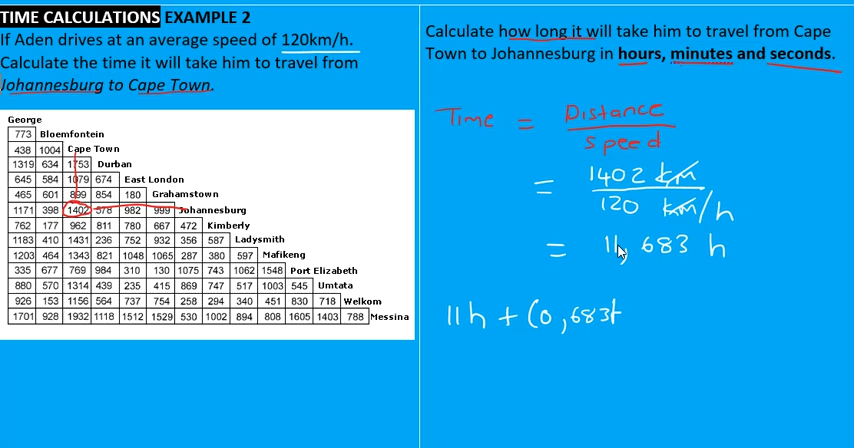 TIME CALCULATIONS EXAMPLE 2
If Aden drives at an average speed of 120km/h.
Calculate the time it will take him to travel from
Johannesburg to Cape Town.
George
773 Bloemfontein
438 1004 Cape Town
1319 634 1753 Durban
645 584 1079 674 East London
465 601 899 854 180 Grahamstown
1171 398 1402 578 982 999 Johannesburg
762 177 962 811 780 667 472 Kimberly
1183 410 1431 236 752 932 356 587 Ladysmith
1203 464 1343 821 1048 1065 287 380 597 Mafikeng
335 677 769 984 310 130 1075 743 1062 1548 Port Elizabeth
880 570 1314 439 235 415 869 747 517 1003 545 Umtata
926 153 1156 564 737 754 258 294 340 451 830 718 Welkom
1701 928 1932 1118 1512 1529 530 1002 894 808 1605 1403 788 Messina
Calculate how long it will take him to travel from Cape
Town to Johannesburg in hours, minutes and seconds.
Time = Distance
speed
= 1402 km
120 km/h
= 11,683 h
11h + (0,683h